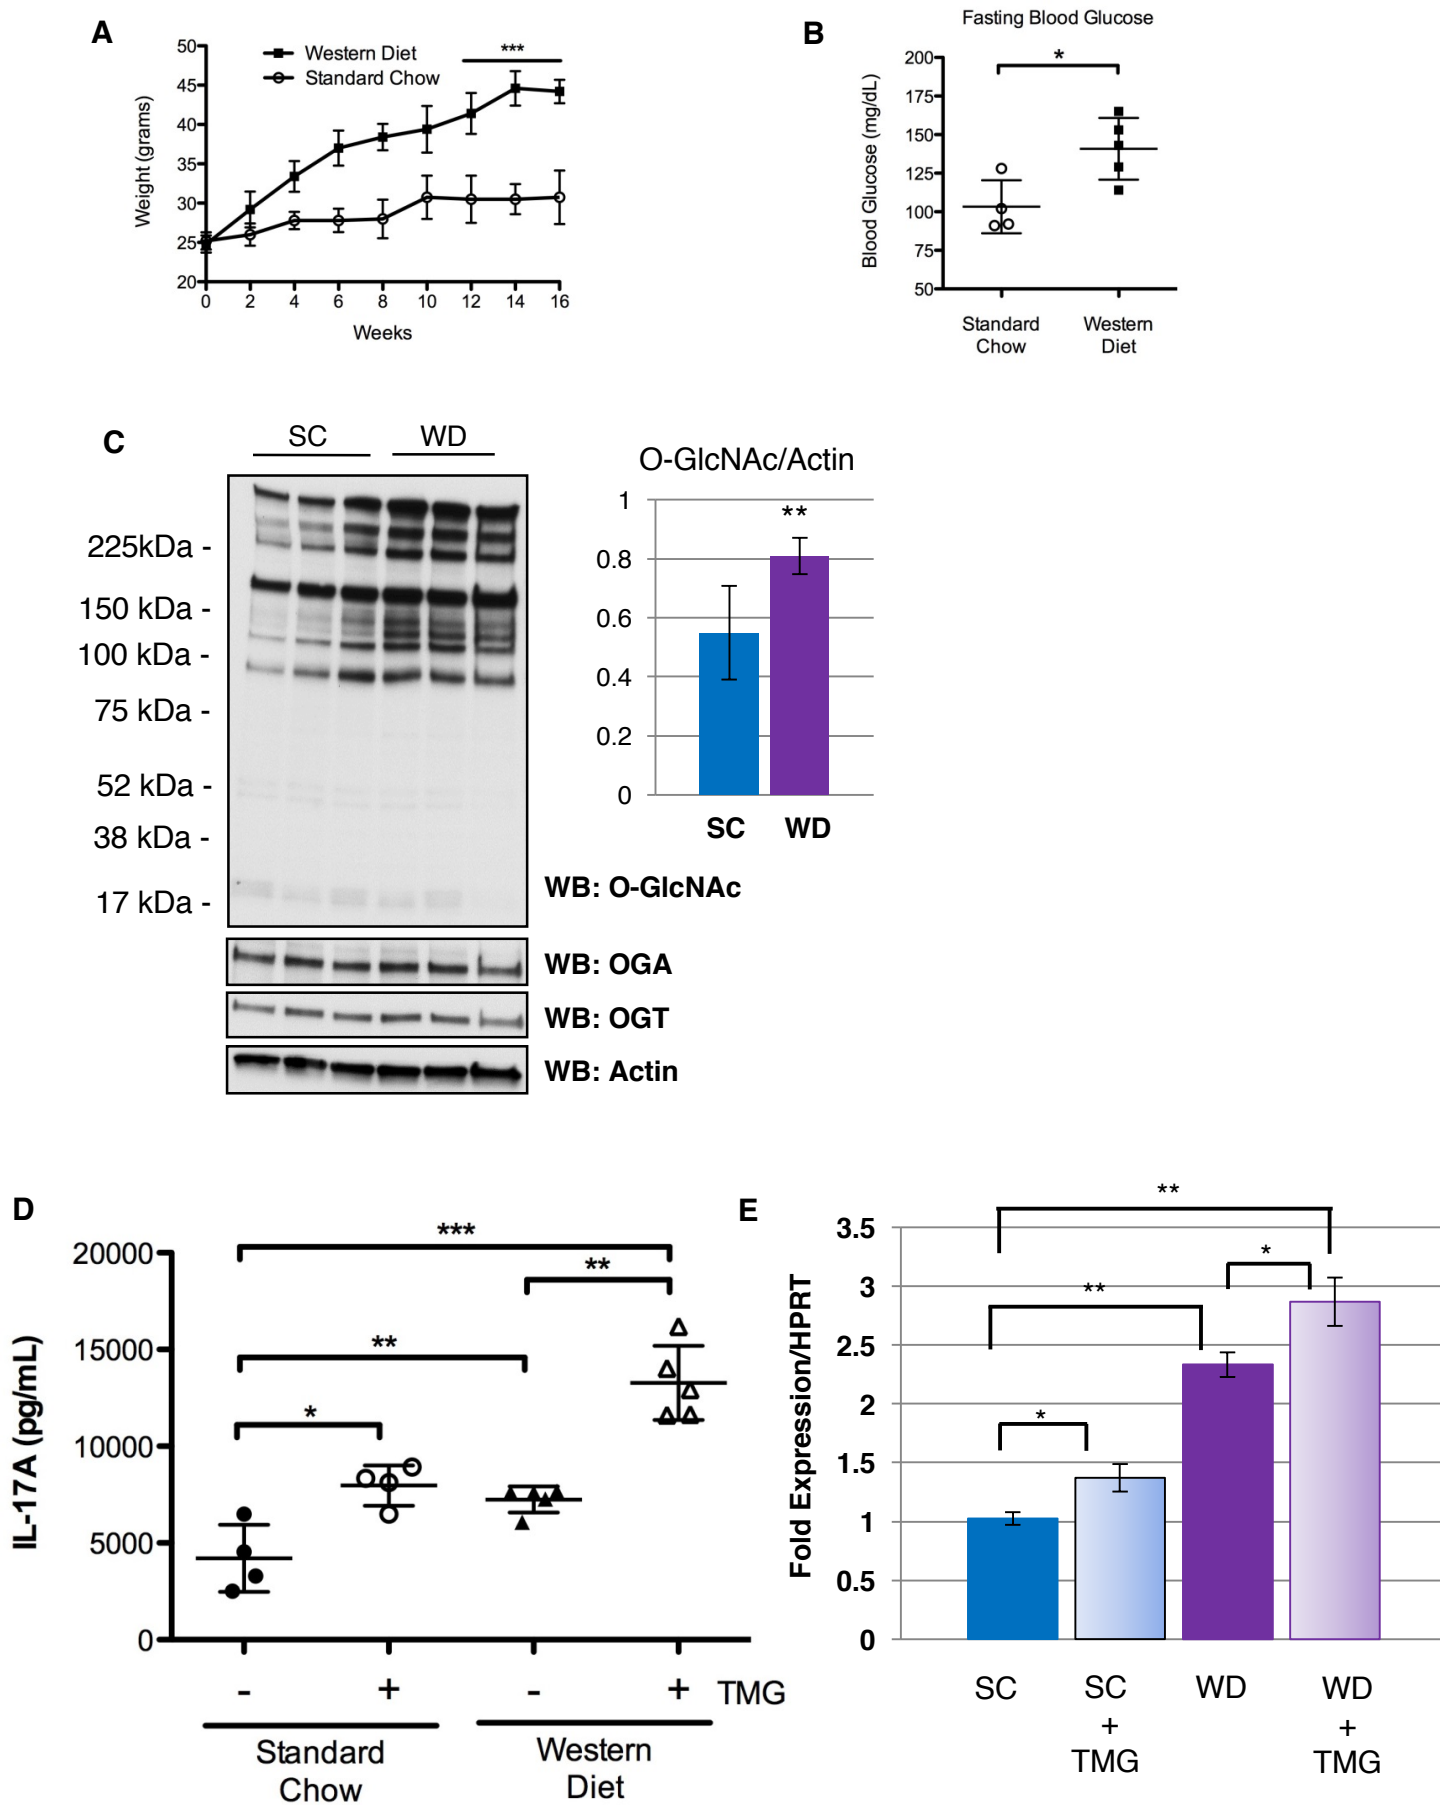 A
50
45
40
35
30
25
20
Weight (grams)
Western Diet
Standard Chow
***
0 2 4 6 8 10 12 14 16
Weeks
B
Fasting Blood Glucose
*
200
175
150
125
100
75
50
Blood Glucose (mg/dL)
Standard Chow
Western Diet
C
SC WD
225kDa -
150 kDa -
100 kDa -
75 kDa -
52 kDa -
38 kDa -
17 kDa -
WB: O-GlcNAc
WB: OGA
WB: OGT
WB: Actin
O-GlcNAc/Actin
1
0.8
0.6
0.4
0.2
0
**
SC WD
D
20000
15000
10000
5000
0
IL-17A (pg/mL)
***
**
**
*
- + - + TMG
Standard Chow
Western Diet
E
3.5
3
2.5
2
1.5
1
0.5
0
Fold Expression/HPRT
**
*
**
*
SC
SC + TMG
WD
WD + TMG